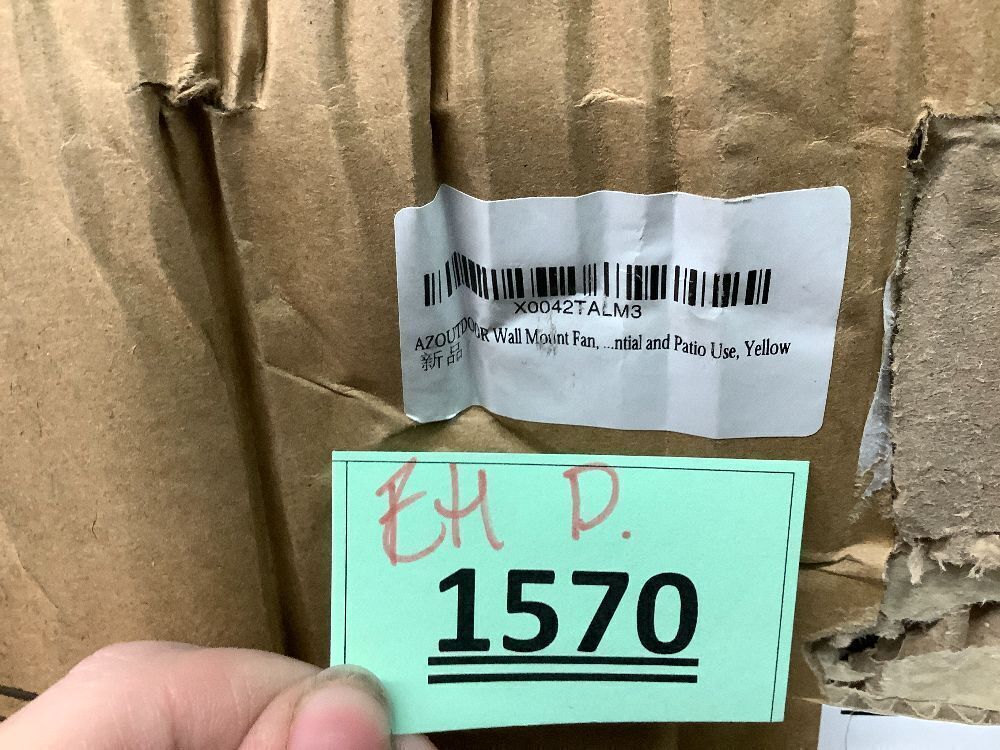 X0042TALM3
AZOUTDOOR Wall Mount Fan, ...ntial and Patio Use, Yellow
新品
EH D.
1570